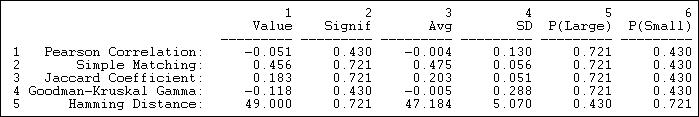 1 2 3 4 5 6
Value Signif Avg SD P(Large) P(Small)
--------- --------- --------- --------- --------- ---------
1 Pearson Correlation: -0.051 0.430 -0.004 0.130 0.721 0.430
2 Simple Matching: 0.456 0.721 0.475 0.056 0.721 0.430
3 Jaccard Coefficient: 0.183 0.721 0.203 0.051 0.721 0.430
4 Goodman-Kruskal Gamma: -0.118 0.430 -0.005 0.288 0.721 0.430
5 Hamming Distance: 49.000 0.721 47.184 5.070 0.430 0.721